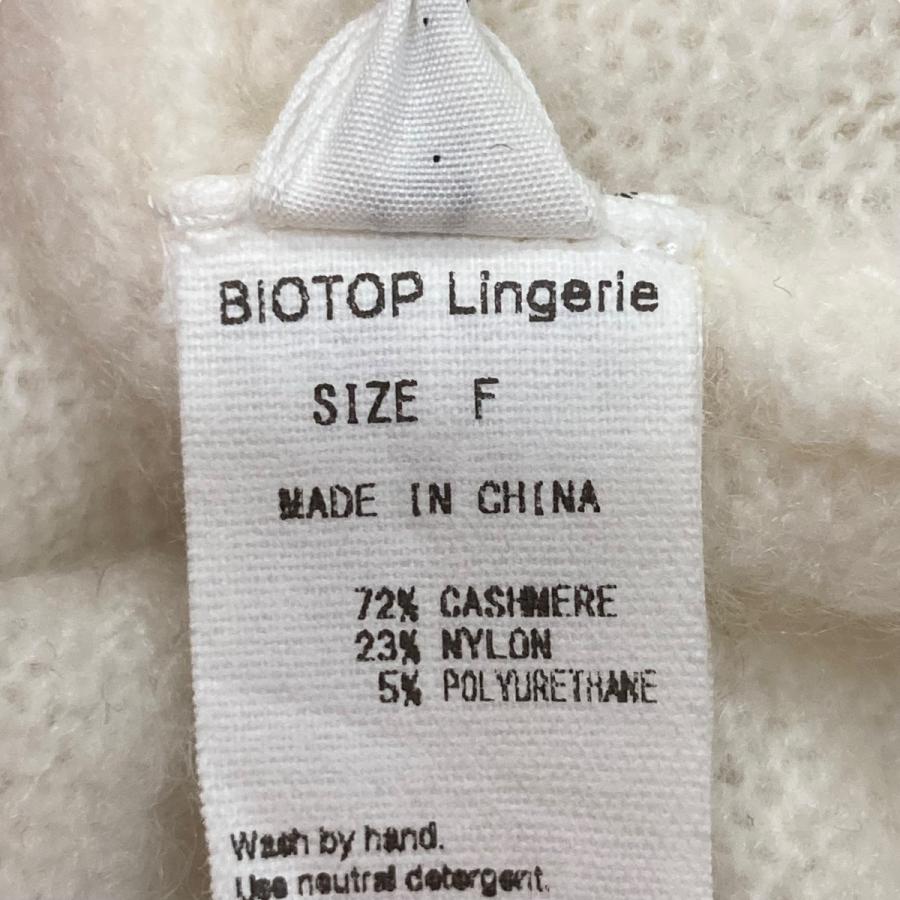 BIOTOP Lingerie
SIZE F
MADE IN CHINA
72% CASHMERE
23% NYLON
5% POLYURETHANE
Wash by hand.
Use neutral detergent.